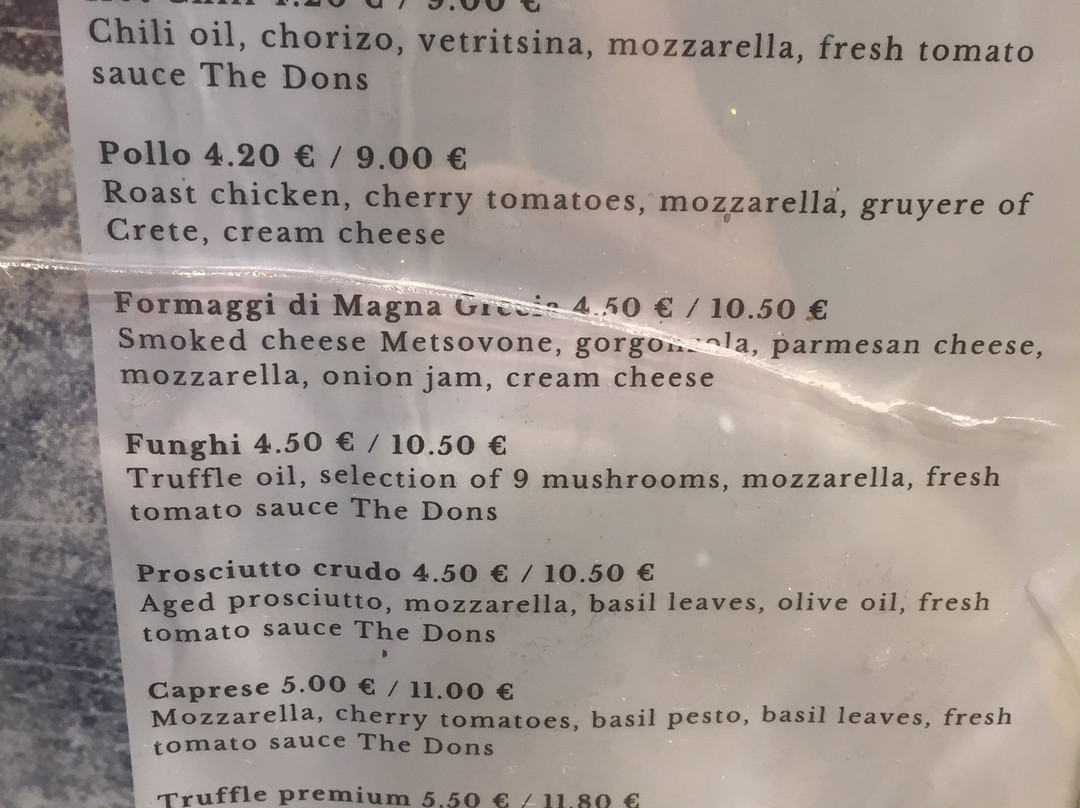 Chili oil, chorizo, vetritsina, mozzarella, fresh tomato
sauce The Dons
Pollo 4.20 € / 9.00 €
Roast chicken, cherry tomatoes, mozzarella, gruyere of
Crete, cream cheese
Formaggi di Magna Grecia 4.50 € / 10.50 €
Smoked cheese Metsovone, gorgonzola, parmesan cheese,
mozzarella, onion jam, cream cheese
Funghi 4.50 € / 10.50 €
Truffle oil, selection of 9 mushrooms, mozzarella, fresh
tomato sauce The Dons
Prosciutto crudo 4.50 € / 10.50 €
Aged prosciutto, mozzarella, basil leaves, olive oil, fresh
tomato sauce The Dons
Caprese 5.00 € / 11.00 €
Mozzarella, cherry tomatoes, basil pesto, basil leaves, fresh
tomato sauce The Dons
Truffle premium 5.50 € / 11.80 €